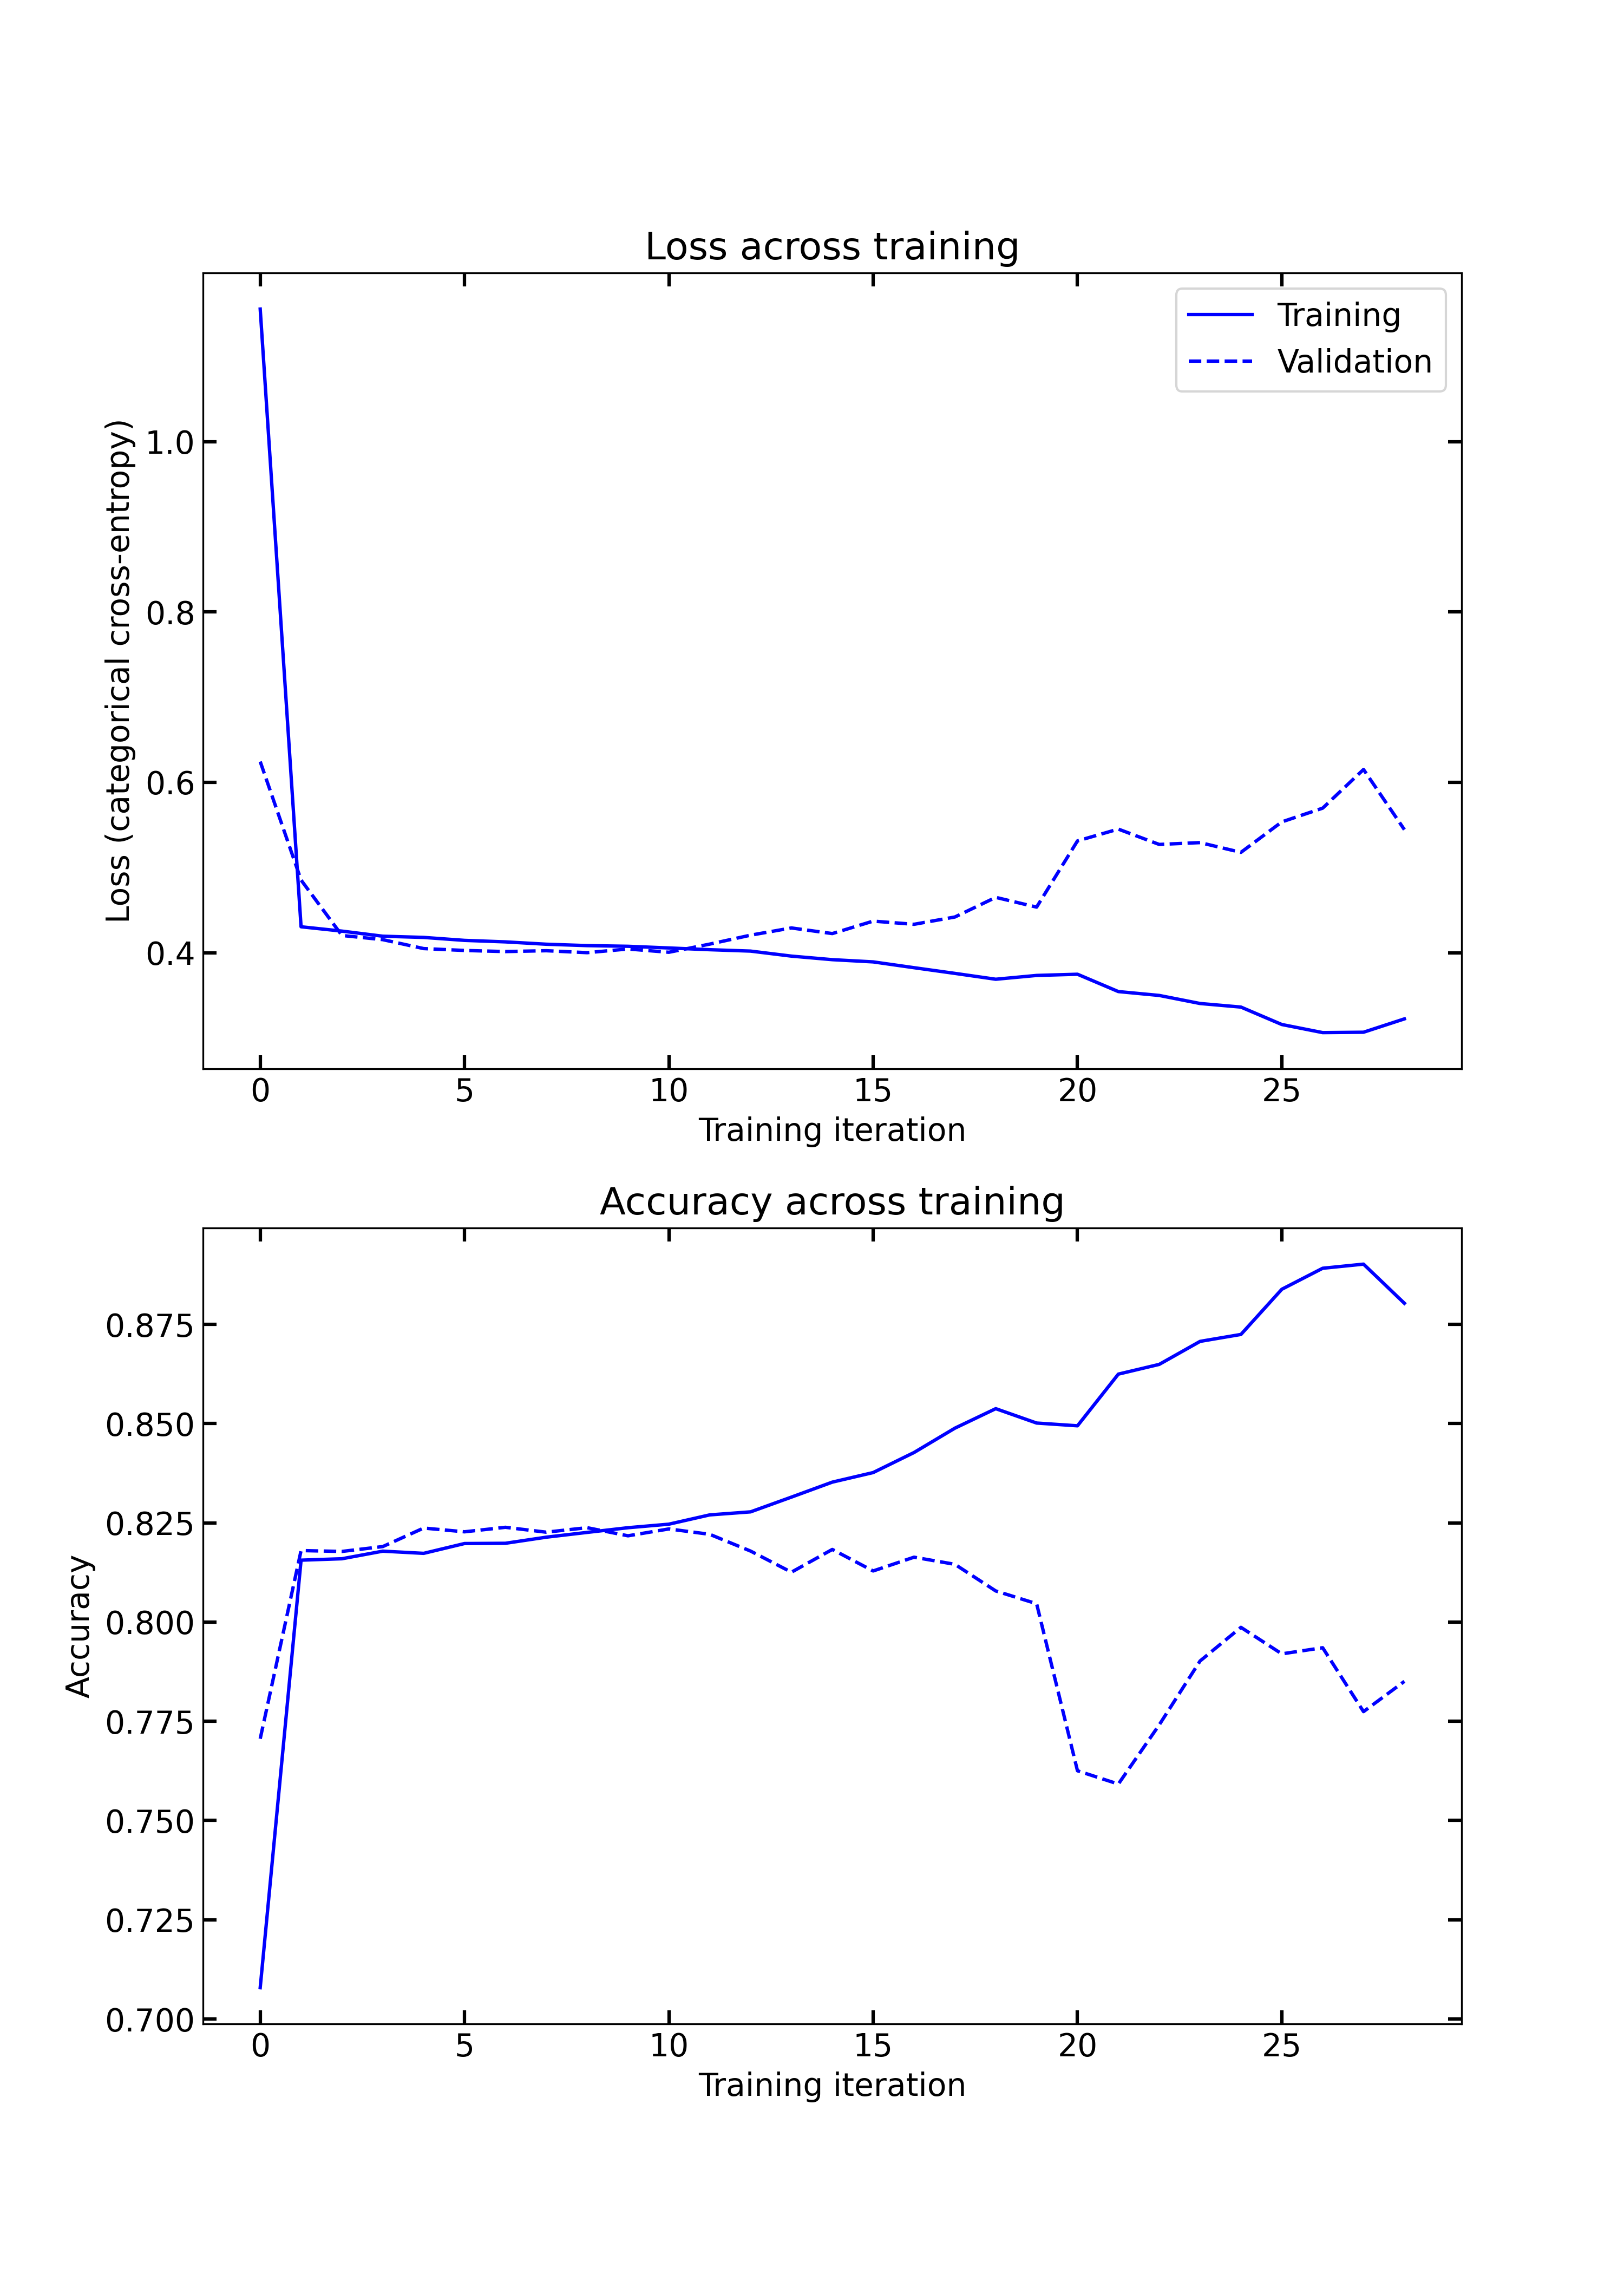 Loss across training
Training
Validation
Loss (categorical cross-entropy)
1.0
0.8
0.6
0.4
0 5 10 15 20 25
Training iteration
Accuracy across training
Accuracy
0.875
0.850
0.825
0.800
0.775
0.750
0.725
0.700
0 5 10 15 20 25
Training iteration